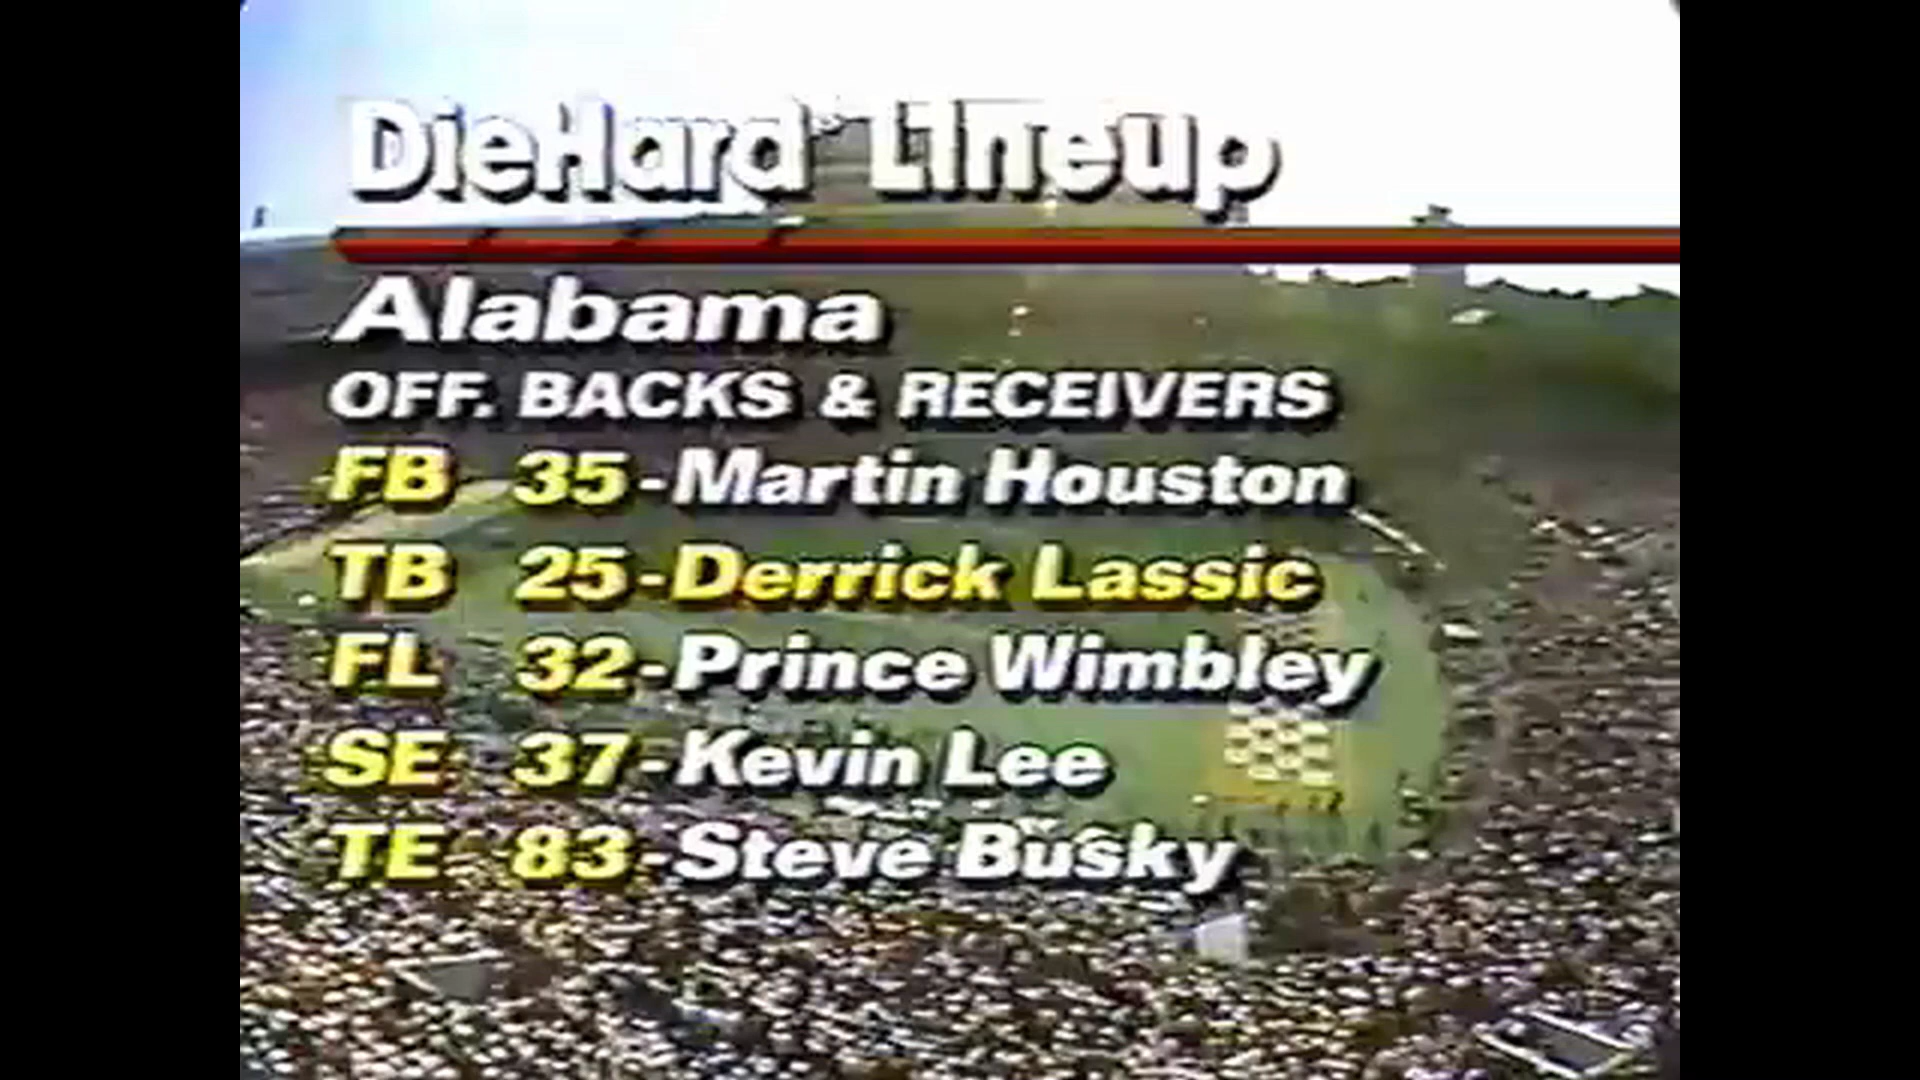 DieHard® Lineup
Alabama
OFF. BACKS & RECEIVERS
FB 35-Martin Houston
TB 25-Derrick Lassic
FL 32-Prince Wimbley
SE 37-Kevin Lee
TE 83-Steve Busky